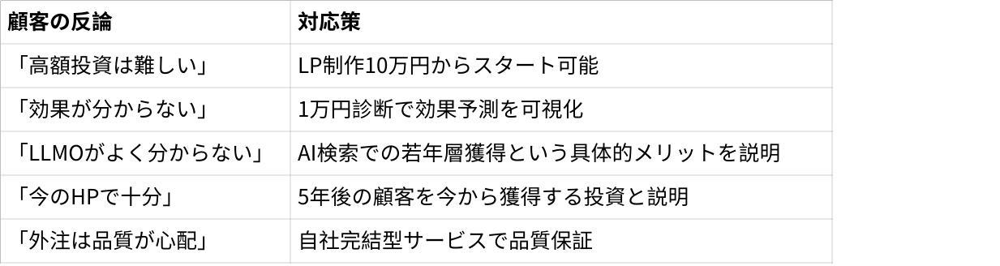 顧客の反論 対応策
「高額投資は難しい」 LP制作10万円からスタート可能
「効果が分からない」 1万円診断で効果予測を可視化
「LLMOがよく分からない」 AI検索での若年層獲得という具体的メリットを説明
「今のHPで十分」 5年後の顧客を今から獲得する投資と説明
「外注は品質が心配」 自社完結型サービスで品質保証